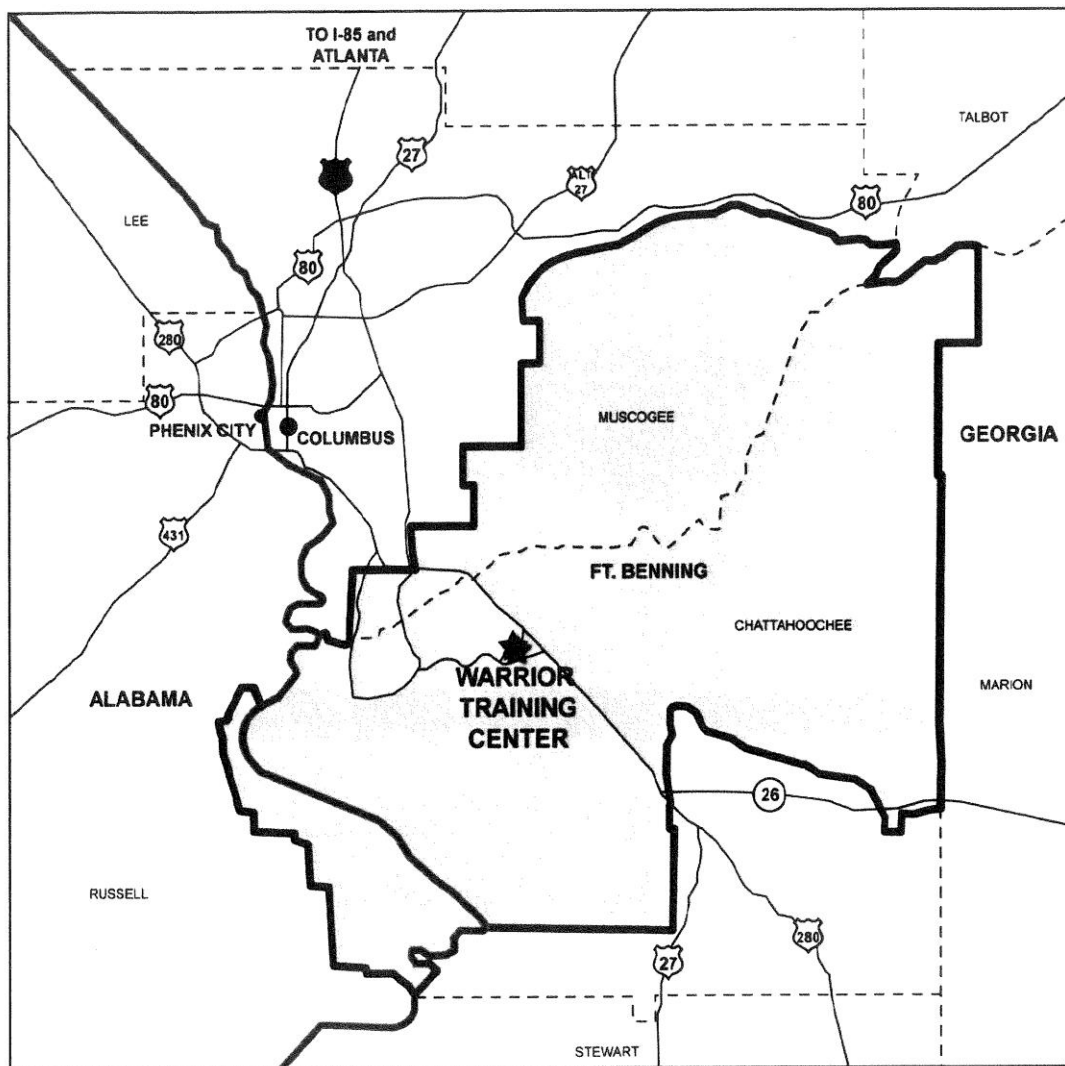 TO I-85 and
ATLANTA
TALBOT
27
ALT
27
80
LEE
80
280
80
MUSCOGEE
PHENIX CITY
COLUMBUS
GEORGIA
431
FT. BENNING
CHATTAHOOCHEE
MARION
ALABAMA
WARRIOR
TRAINING
CENTER
26
RUSSELL
280
27
STEWART